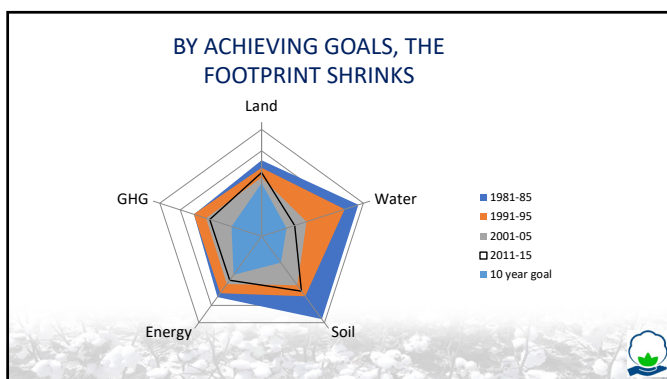 BY ACHIEVING GOALS, THE
FOOTPRINT SHRINKS
Land
GHG
Water
1981-85
1991-95
2001-05
2011-15
10 year goal
Energy
Soil